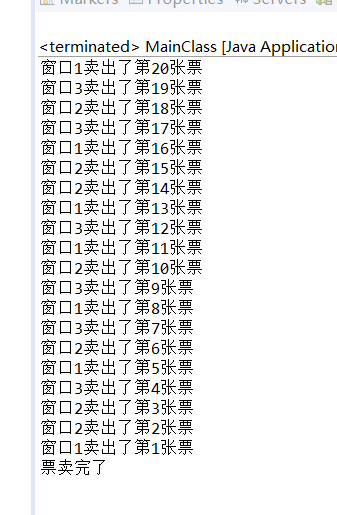 Markers Properties Servers
<terminated> MainClass [Java Application
窗口1卖出了第20张票
窗口3卖出了第19张票
窗口2卖出了第18张票
窗口3卖出了第17张票
窗口1卖出了第16张票
窗口2卖出了第15张票
窗口2卖出了第14张票
窗口1卖出了第13张票
窗口3卖出了第12张票
窗口1卖出了第11张票
窗口2卖出了第10张票
窗口3卖出了第9张票
窗口1卖出了第8张票
窗口3卖出了第7张票
窗口2卖出了第6张票
窗口1卖出了第5张票
窗口3卖出了第4张票
窗口2卖出了第3张票
窗口2卖出了第2张票
窗口1卖出了第1张票
票卖完了